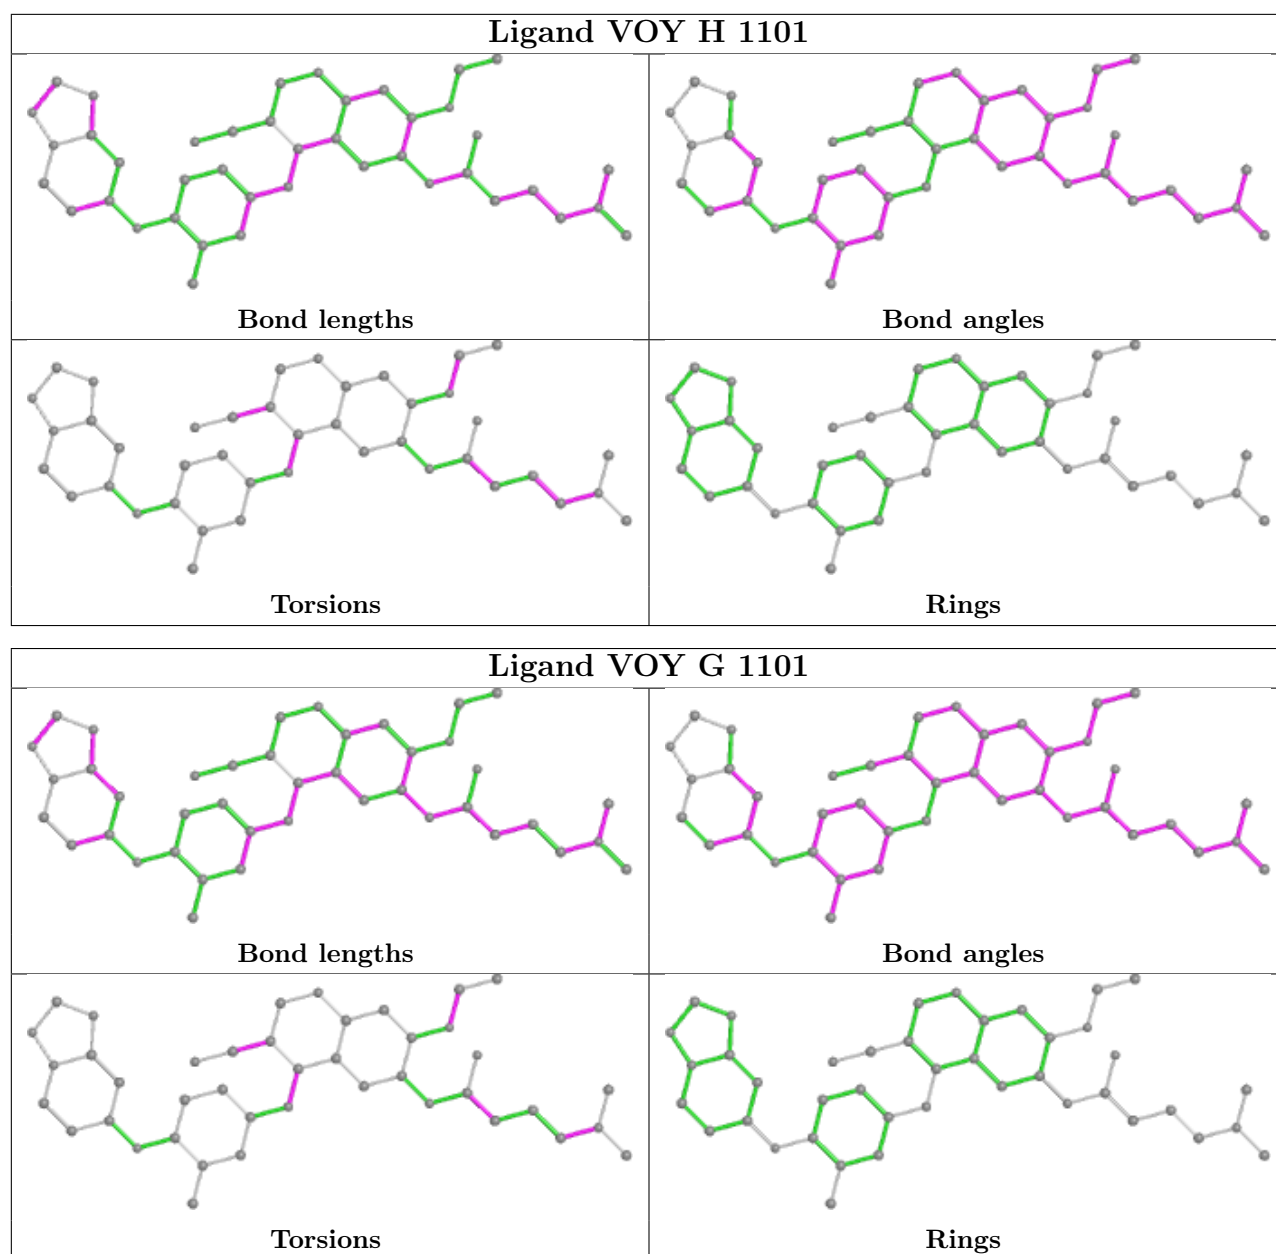 Ligand VOY H 1101
Bond lengths
Bond angles
Torsions
Rings
Ligand VOY G 1101
Bond lengths
Bond angles
Torsions
Rings